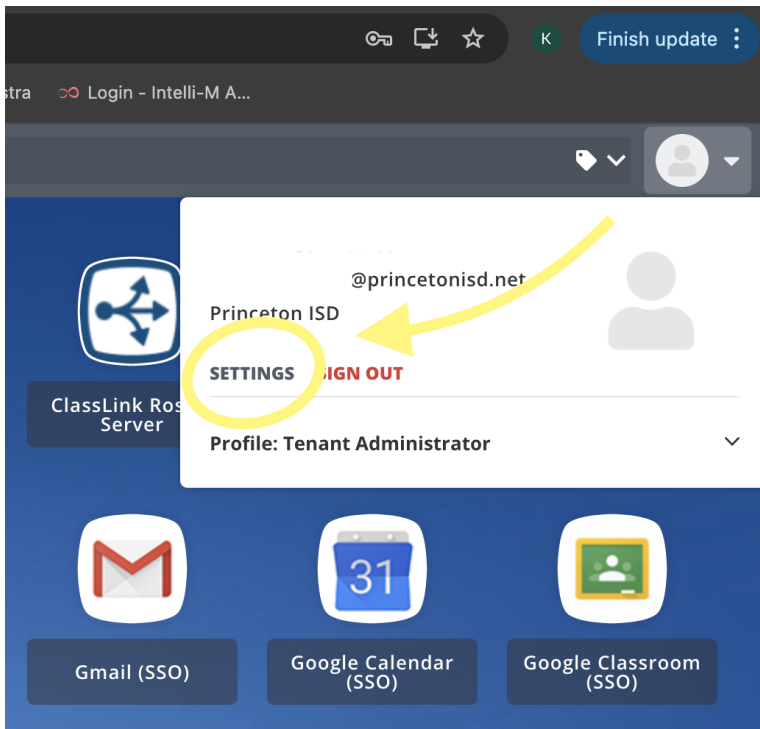 K
Finish update
stra
Login - Intelli-M A...
@princetonisd.net
Princeton ISD
SETTINGS
SIGN OUT
Profile: Tenant Administrator
ClassLink Ros
Server
31
Gmail (SSO)
Google Calendar
(SSO)
Google Classroom
(SSO)